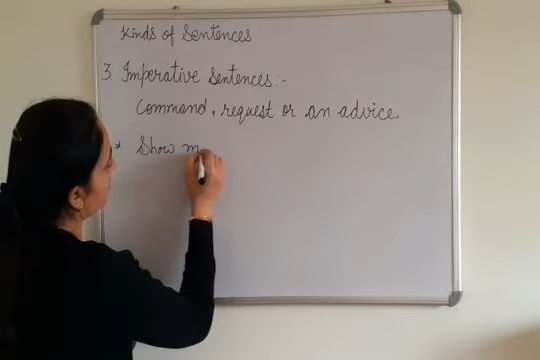 Kinds of Sentences
3 Imperative Sentences:-
Command, request or an advice.
* Show m